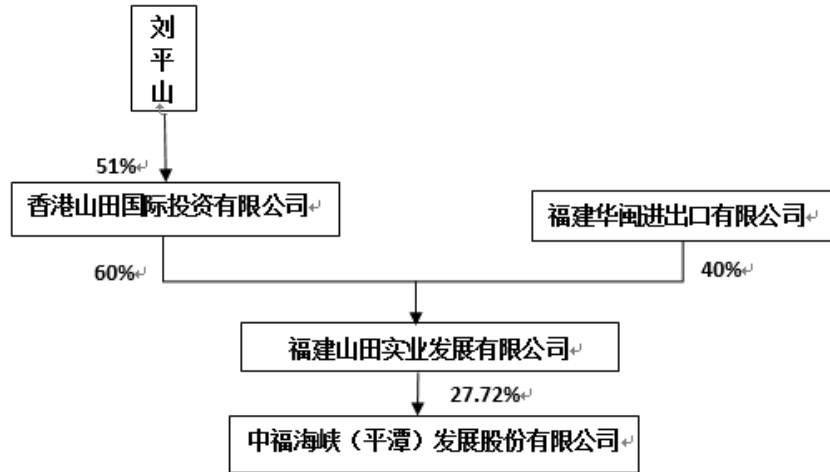 刘
平
山
51%
香港山田国际投资有限公司
福建华闽进出口有限公司
60%
40%
福建山田实业发展有限公司
27.72%
中福海峡（平潭）发展股份有限公司